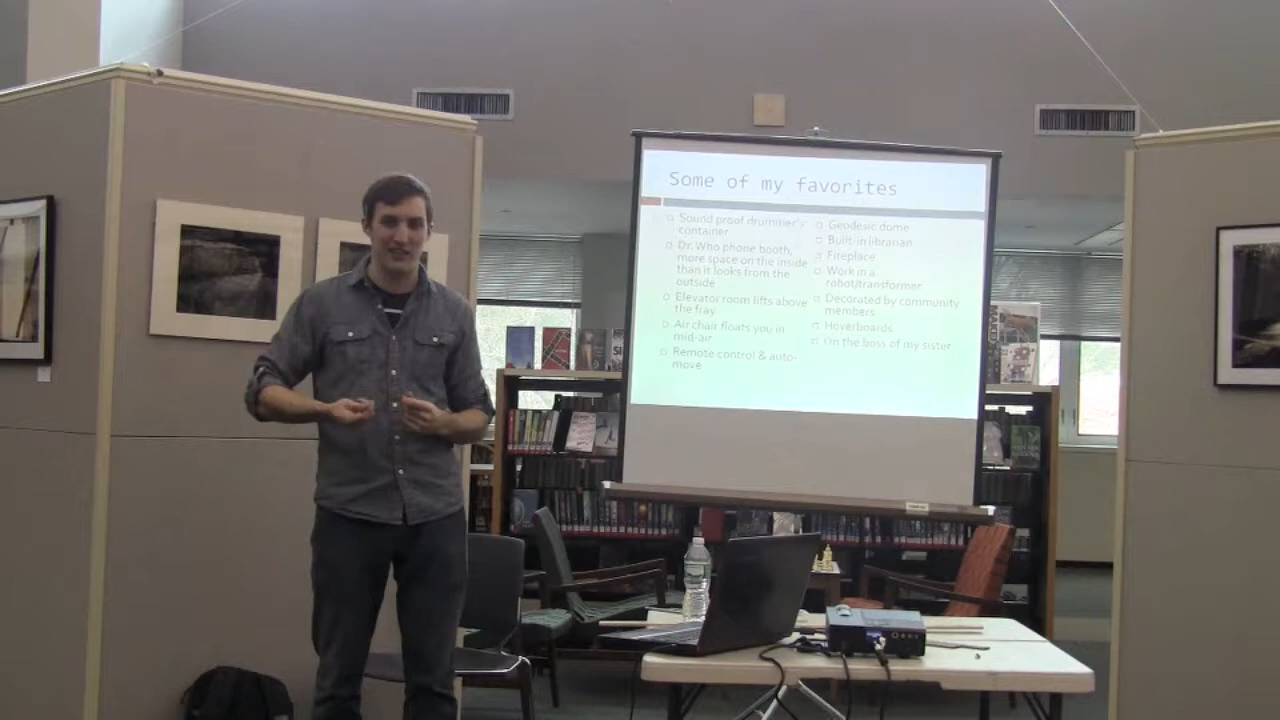 Some of my favorites
Sound proof drummer's
container
Dr. Who phone booth,
more space on the inside
than it looks from the
outside
Elevator room lifts above
the fray
Air chair floats you in
mid-air
Remote control & auto-
move
Geodesic dome
Built-in librarian
Fireplace
Work in a
robot/transformer
Decorated by community
members
Hoverboards
On the boss of my sister